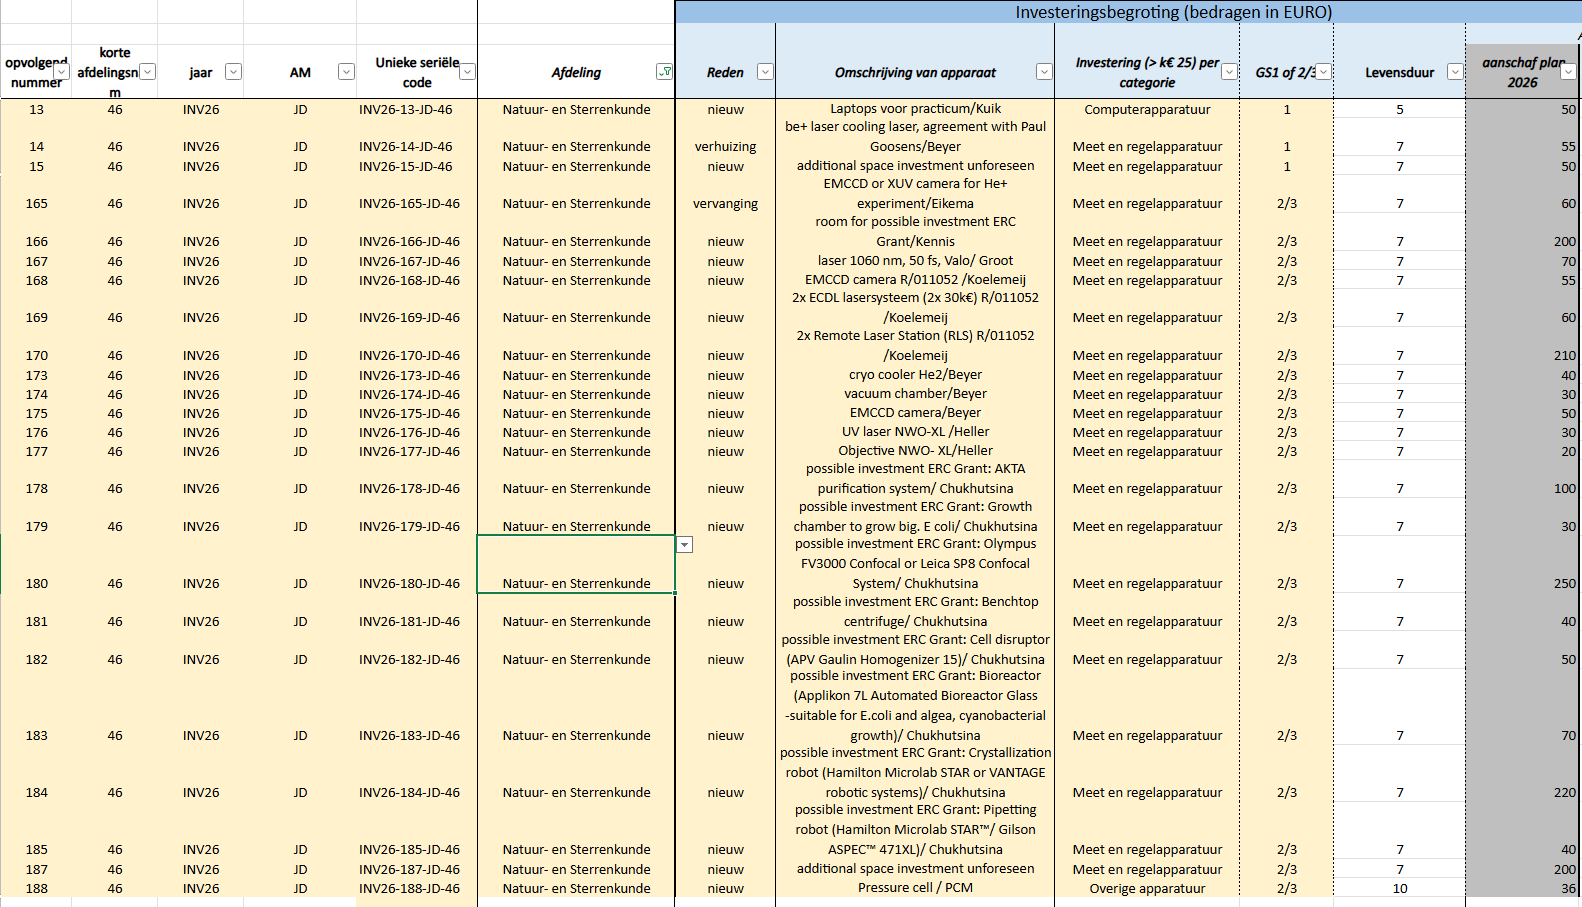 Investeringsbegroting (bedragen in EURO)
opvolgend nummer korte afdelingsnm jaar AM Unieke seriële code Afdeling Reden Omschrijving van apparaat Investering (> k€ 25) per categorie GS1 of 2/3 Levensduur aanschaf plan 2026
13 46 INV26 JD INV26-13-JD-46 Natuur- en Sterrenkunde nieuw Laptops voor practicum/Kuik Computerapparatuur 1 5 50
be+ laser cooling laser, agreement with Paul
14 46 INV26 JD INV26-14-JD-46 Natuur- en Sterrenkunde verhuizing Goosens/Beyer Meet en regelapparatuur 1 7 55
15 46 INV26 JD INV26-15-JD-46 Natuur- en Sterrenkunde nieuw additional space investment unforeseen Meet en regelapparatuur 1 7 50
EMCCD or XUV camera for He+
165 46 INV26 JD INV26-165-JD-46 Natuur- en Sterrenkunde vervanging experiment/Eikema Meet en regelapparatuur 2/3 7 60
room for possible investment ERC
166 46 INV26 JD INV26-166-JD-46 Natuur- en Sterrenkunde nieuw Grant/Kennis Meet en regelapparatuur 2/3 7 200
167 46 INV26 JD INV26-167-JD-46 Natuur- en Sterrenkunde nieuw laser 1060 nm, 50 fs, Valo/ Groot Meet en regelapparatuur 2/3 7 70
168 46 INV26 JD INV26-168-JD-46 Natuur- en Sterrenkunde nieuw EMCCD camera R/011052 /Koelemeij Meet en regelapparatuur 2/3 7 55
2x ECDL lasersysteem (2x 30k€) R/011052
169 46 INV26 JD INV26-169-JD-46 Natuur- en Sterrenkunde nieuw /Koelemeij Meet en regelapparatuur 2/3 7 60
2x Remote Laser Station (RLS) R/011052
170 46 INV26 JD INV26-170-JD-46 Natuur- en Sterrenkunde nieuw /Koelemeij Meet en regelapparatuur 2/3 7 210
173 46 INV26 JD INV26-173-JD-46 Natuur- en Sterrenkunde nieuw cryo cooler He2/Beyer Meet en regelapparatuur 2/3 7 40
174 46 INV26 JD INV26-174-JD-46 Natuur- en Sterrenkunde nieuw vacuum chamber/Beyer Meet en regelapparatuur 2/3 7 30
175 46 INV26 JD INV26-175-JD-46 Natuur- en Sterrenkunde nieuw EMCCD camera/Beyer Meet en regelapparatuur 2/3 7 50
176 46 INV26 JD INV26-176-JD-46 Natuur- en Sterrenkunde nieuw UV laser NWO-XL /Heller Meet en regelapparatuur 2/3 7 30
177 46 INV26 JD INV26-177-JD-46 Natuur- en Sterrenkunde nieuw Objective NWO- XL/Heller Meet en regelapparatuur 2/3 7 20
possible investment ERC Grant: AKTA
178 46 INV26 JD INV26-178-JD-46 Natuur- en Sterrenkunde nieuw purification system/ Chukhutsina Meet en regelapparatuur 2/3 7 100
possible investment ERC Grant: Growth
179 46 INV26 JD INV26-179-JD-46 Natuur- en Sterrenkunde nieuw chamber to grow big. E coli/ Chukhutsina Meet en regelapparatuur 2/3 7 30
possible investment ERC Grant: Olympus
FV3000 Confocal or Leica SP8 Confocal
180 46 INV26 JD INV26-180-JD-46 Natuur- en Sterrenkunde nieuw System/ Chukhutsina Meet en regelapparatuur 2/3 7 250
possible investment ERC Grant: Benchtop
181 46 INV26 JD INV26-181-JD-46 Natuur- en Sterrenkunde nieuw centrifuge/ Chukhutsina Meet en regelapparatuur 2/3 7 40
possible investment ERC Grant: Cell disruptor
182 46 INV26 JD INV26-182-JD-46 Natuur- en Sterrenkunde nieuw (APV Gaulin Homogenizer 15)/ Chukhutsina Meet en regelapparatuur 2/3 7 50
possible investment ERC Grant: Bioreactor
(Applikon 7L Automated Bioreactor Glass
-suitable for E.coli and algea, cyanobacterial
183 46 INV26 JD INV26-183-JD-46 Natuur- en Sterrenkunde nieuw growth)/ Chukhutsina Meet en regelapparatuur 2/3 7 70
possible investment ERC Grant: Crystallization
robot (Hamilton Microlab STAR or VANTAGE
184 46 INV26 JD INV26-184-JD-46 Natuur- en Sterrenkunde nieuw robotic systems)/ Chukhutsina Meet en regelapparatuur 2/3 7 220
possible investment ERC Grant: Pipetting
robot (Hamilton Microlab STAR™/ Gilson
185 46 INV26 JD INV26-185-JD-46 Natuur- en Sterrenkunde nieuw ASPEC™ 471XL)/ Chukhutsina Meet en regelapparatuur 2/3 7 40
187 46 INV26 JD INV26-187-JD-46 Natuur- en Sterrenkunde nieuw additional space investment unforeseen Meet en regelapparatuur 2/3 7 200
188 46 INV26 JD INV26-188-JD-46 Natuur- en Sterrenkunde nieuw Pressure cell / PCM Overige apparatuur 2/3 10 36